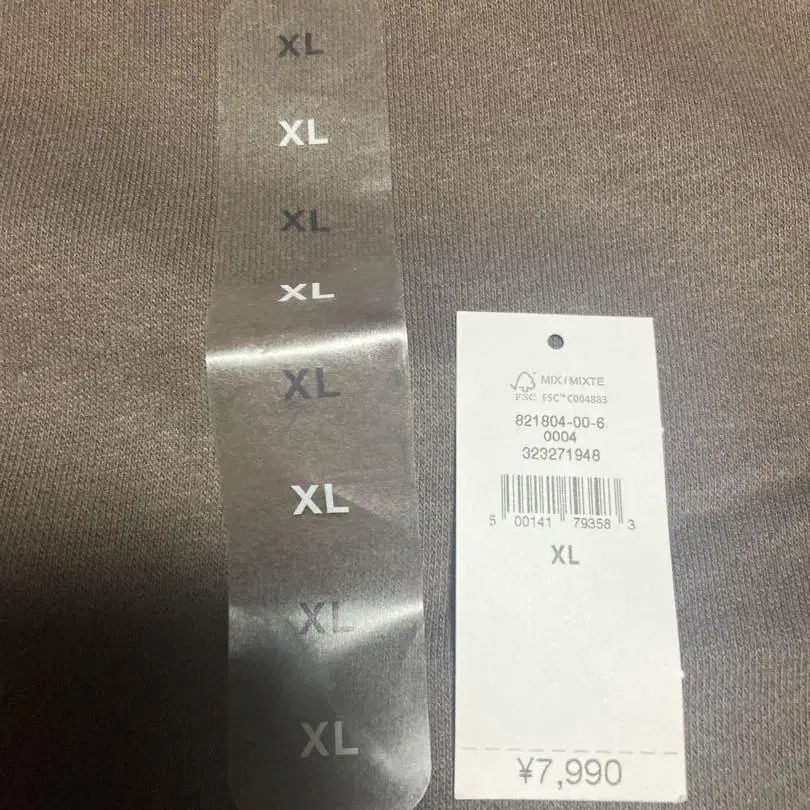 XL
XL
XL
XL
XL
XL
XL
XL
MIX/MIXTE
FSC FSC™ C004883
821804-00-6
0004
323271948
5 00141 79358 3
XL
¥7,990